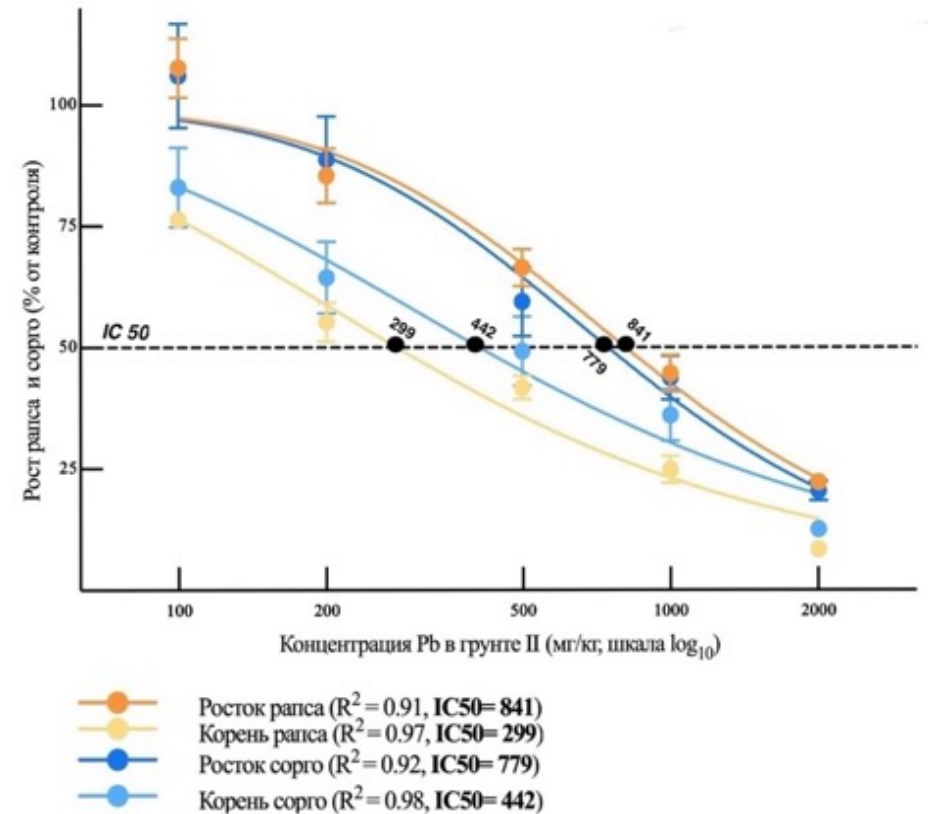 100
75
50
25
Рост рапса и сорго (% от контроля)
IC 50
299
442
779
841
100
200
500
1000
2000
Концентрация Pb в грунте II (мг/кг, шкала log10)
Росток рапса (R² = 0.91, IC50= 841)
Корень рапса (R² = 0.97, IC50= 299)
Росток сорго (R² = 0.92, IC50= 779)
Корень сорго (R² = 0.98, IC50= 442)